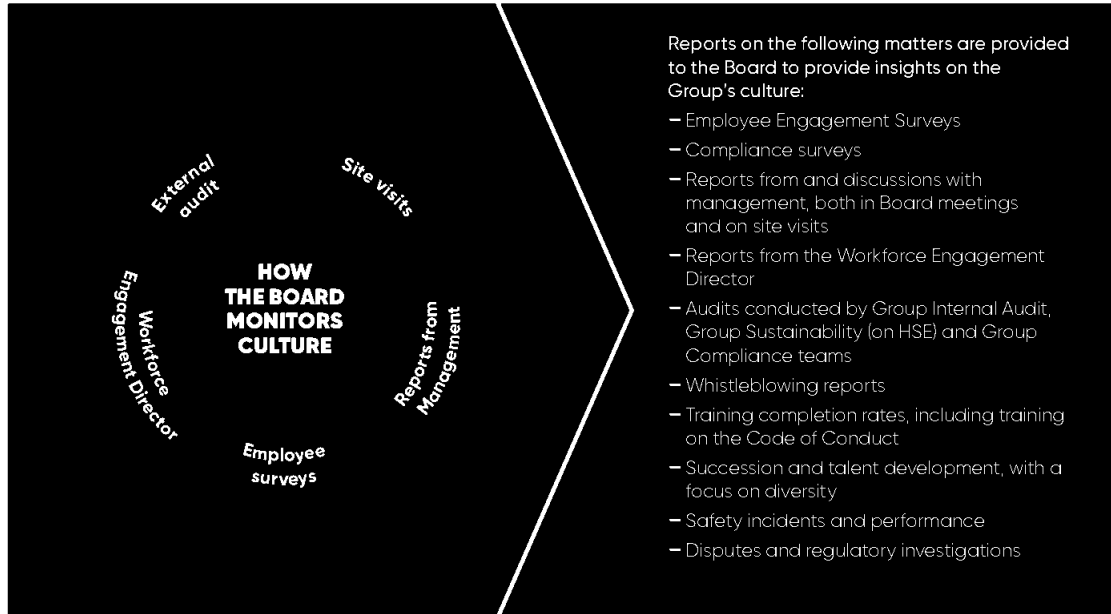 External
audit
Site visits
HOW
THE BOARD
MONITORS
CULTURE
Workforce
Engagement Director
Reports from
Management
Employee
surveys
Reports on the following matters are provided
to the Board to provide insights on the
Group's culture:
– Employee Engagement Surveys
– Compliance surveys
– Reports from and discussions with
management, both in Board meetings
and on site visits
– Reports from the Workforce Engagement
Director
– Audits conducted by Group Internal Audit,
Group Sustainability (on HSE) and Group
Compliance teams
– Whistleblowing reports
– Training completion rates, including training
on the Code of Conduct
– Succession and talent development, with a
focus on diversity
– Safety incidents and performance
– Disputes and regulatory investigations